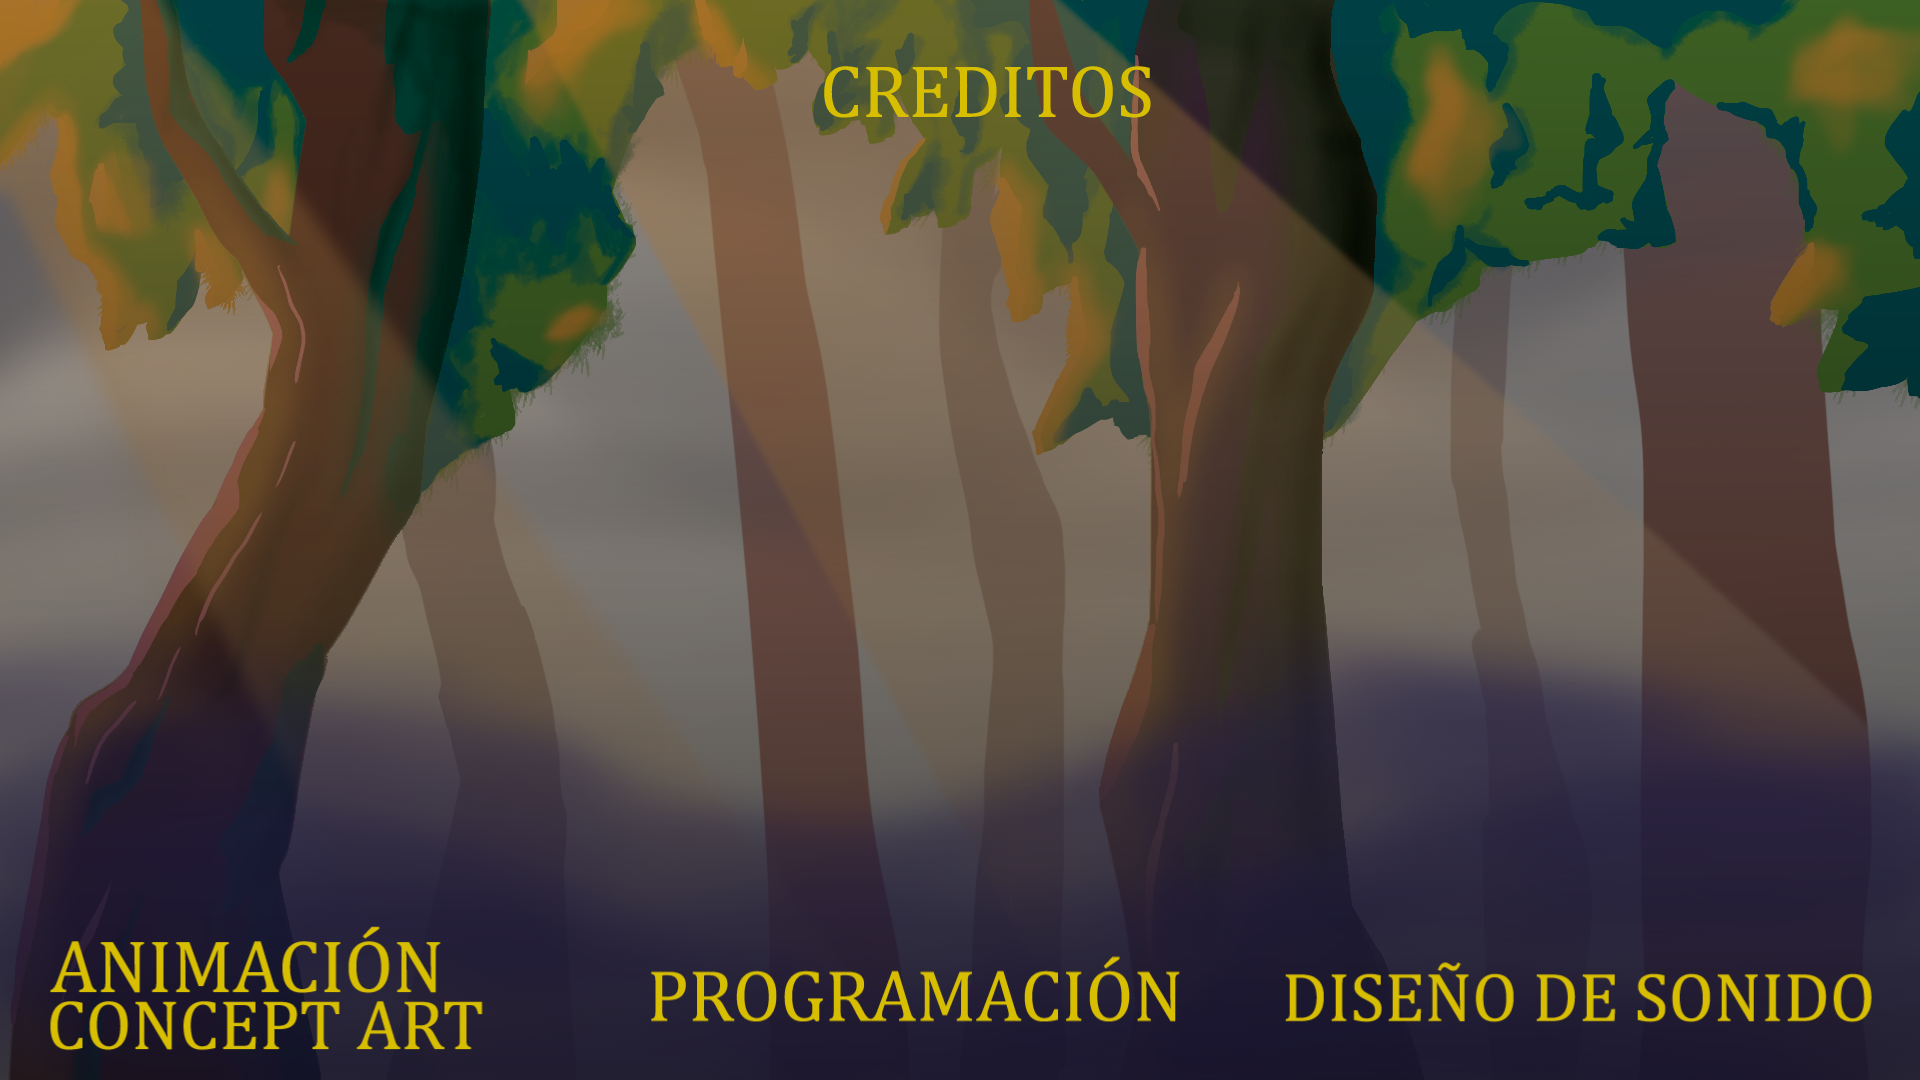 CREDITOS
ANIMACIÓN
CONCEPT ART
PROGRAMACIÓN
DISEÑO DE SONIDO